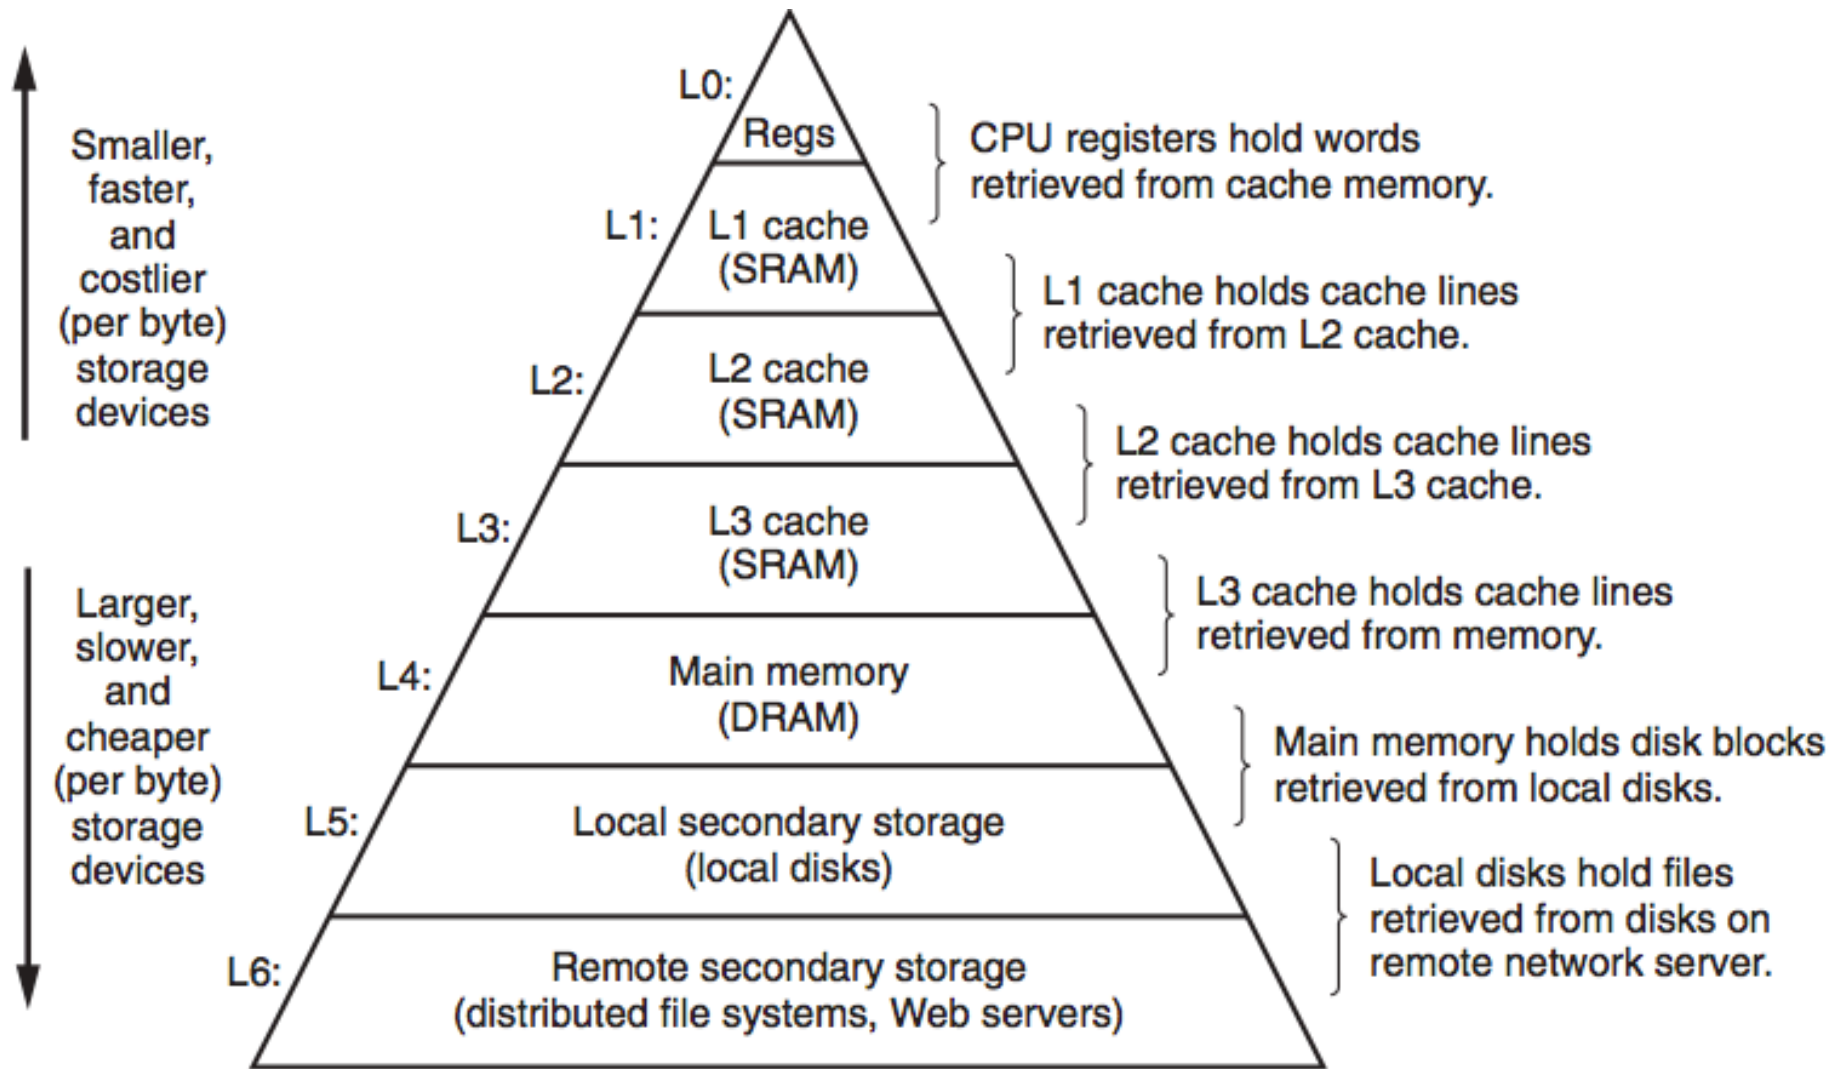 Smaller,
faster,
and
costlier
(per byte)
storage
devices
Larger,
slower,
and
cheaper
(per byte)
storage
devices
L0:
Regs
L1:
L1 cache
(SRAM)
L2:
L2 cache
(SRAM)
L3:
L3 cache
(SRAM)
L4:
Main memory
(DRAM)
L5:
Local secondary storage
(local disks)
L6:
Remote secondary storage
(distributed file systems, Web servers)
CPU registers hold words
retrieved from cache memory.
L1 cache holds cache lines
retrieved from L2 cache.
L2 cache holds cache lines
retrieved from L3 cache.
L3 cache holds cache lines
retrieved from memory.
Main memory holds disk blocks
retrieved from local disks.
Local disks hold files
retrieved from disks on
remote network server.